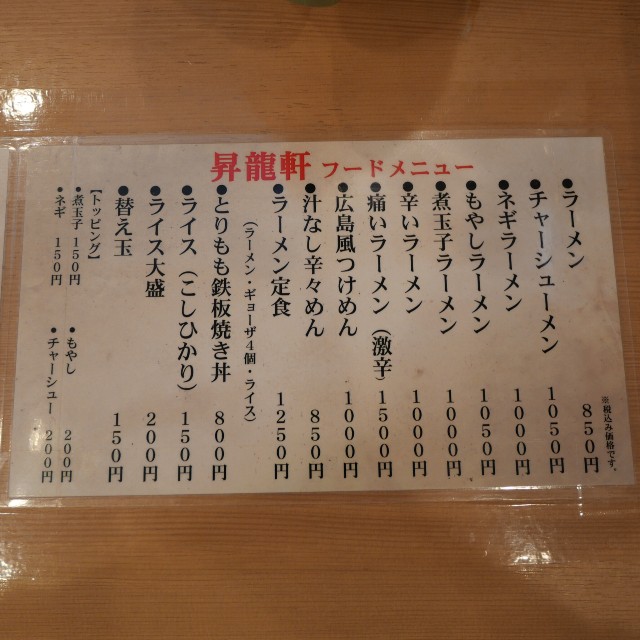 昇龍軒 フードメニュー
●ラーメン 850円
※税込み価格です。
●チャーシューメン 1050円
●ネギラーメン 1000円
●もやしラーメン 1050円
●煮玉子ラーメン 1000円
●辛いラーメン 1000円
●痛いラーメン（激辛） 1500円
●広島風つけめん 1000円
●汁なし辛々めん 850円
●ラーメン定食 1250円
（ラーメン・ギョーザ4個・ライス）
●とりもも鉄板焼き丼 800円
●ライス（こしひかり） 150円
●ライス大盛 200円
●替え玉 150円
【トッピング】
●煮玉子 150円
●ネギ 150円
●もやし 200円
●チャーシュー 200円